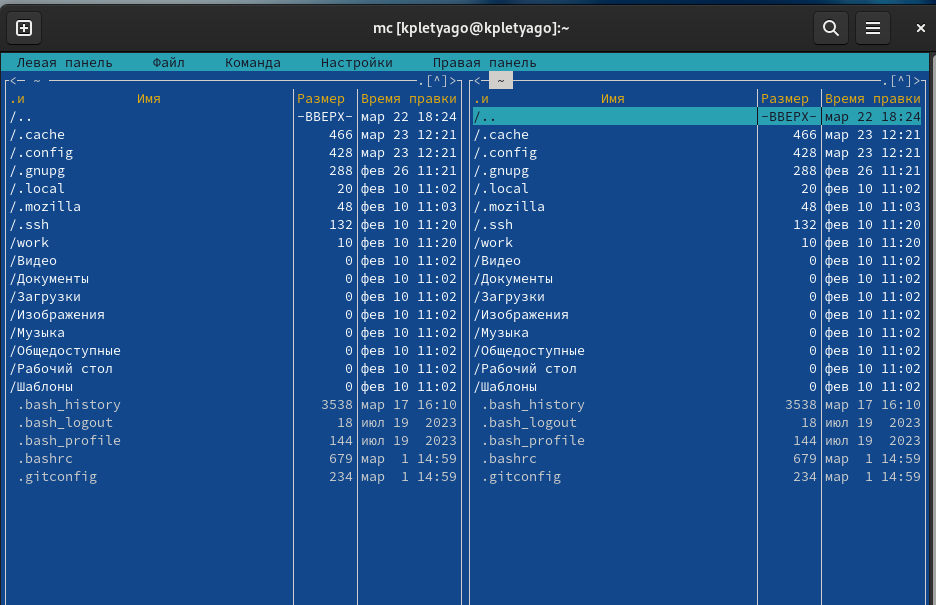 mc [kpletyago@kpletyago]:~
Левая панель Файл Команда Настройки Правая панель
<— ~ .[^]> <— ~ .[^]>
.и Имя Размер Время правки .и Имя Размер Время правки
/.. -ВВЕРХ- мар 22 18:24 /.. -ВВЕРХ- мар 22 18:24
/.cache 466 мар 23 12:21 /.cache 466 мар 23 12:21
/.config 428 мар 23 12:21 /.config 428 мар 23 12:21
/.gnupg 288 фев 26 11:21 /.gnupg 288 фев 26 11:21
/.local 20 фев 10 11:02 /.local 20 фев 10 11:02
/.mozilla 48 фев 10 11:03 /.mozilla 48 фев 10 11:03
/.ssh 132 фев 10 11:20 /.ssh 132 фев 10 11:20
/work 10 фев 10 11:20 /work 10 фев 10 11:20
/Видео 0 фев 10 11:02 /Видео 0 фев 10 11:02
/Документы 0 фев 10 11:02 /Документы 0 фев 10 11:02
/Загрузки 0 фев 10 11:02 /Загрузки 0 фев 10 11:02
/Изображения 0 фев 10 11:02 /Изображения 0 фев 10 11:02
/Музыка 0 фев 10 11:02 /Музыка 0 фев 10 11:02
/Общедоступные 0 фев 10 11:02 /Общедоступные 0 фев 10 11:02
/Рабочий стол 0 фев 10 11:02 /Рабочий стол 0 фев 10 11:02
/Шаблоны 0 фев 10 11:02 /Шаблоны 0 фев 10 11:02
.bash_history 3538 мар 17 16:10 .bash_history 3538 мар 17 16:10
.bash_logout 18 июл 19 2023 .bash_logout 18 июл 19 2023
.bash_profile 144 июл 19 2023 .bash_profile 144 июл 19 2023
.bashrc 679 мар 1 14:59 .bashrc 679 мар 1 14:59
.gitconfig 234 мар 1 14:59 .gitconfig 234 мар 1 14:59